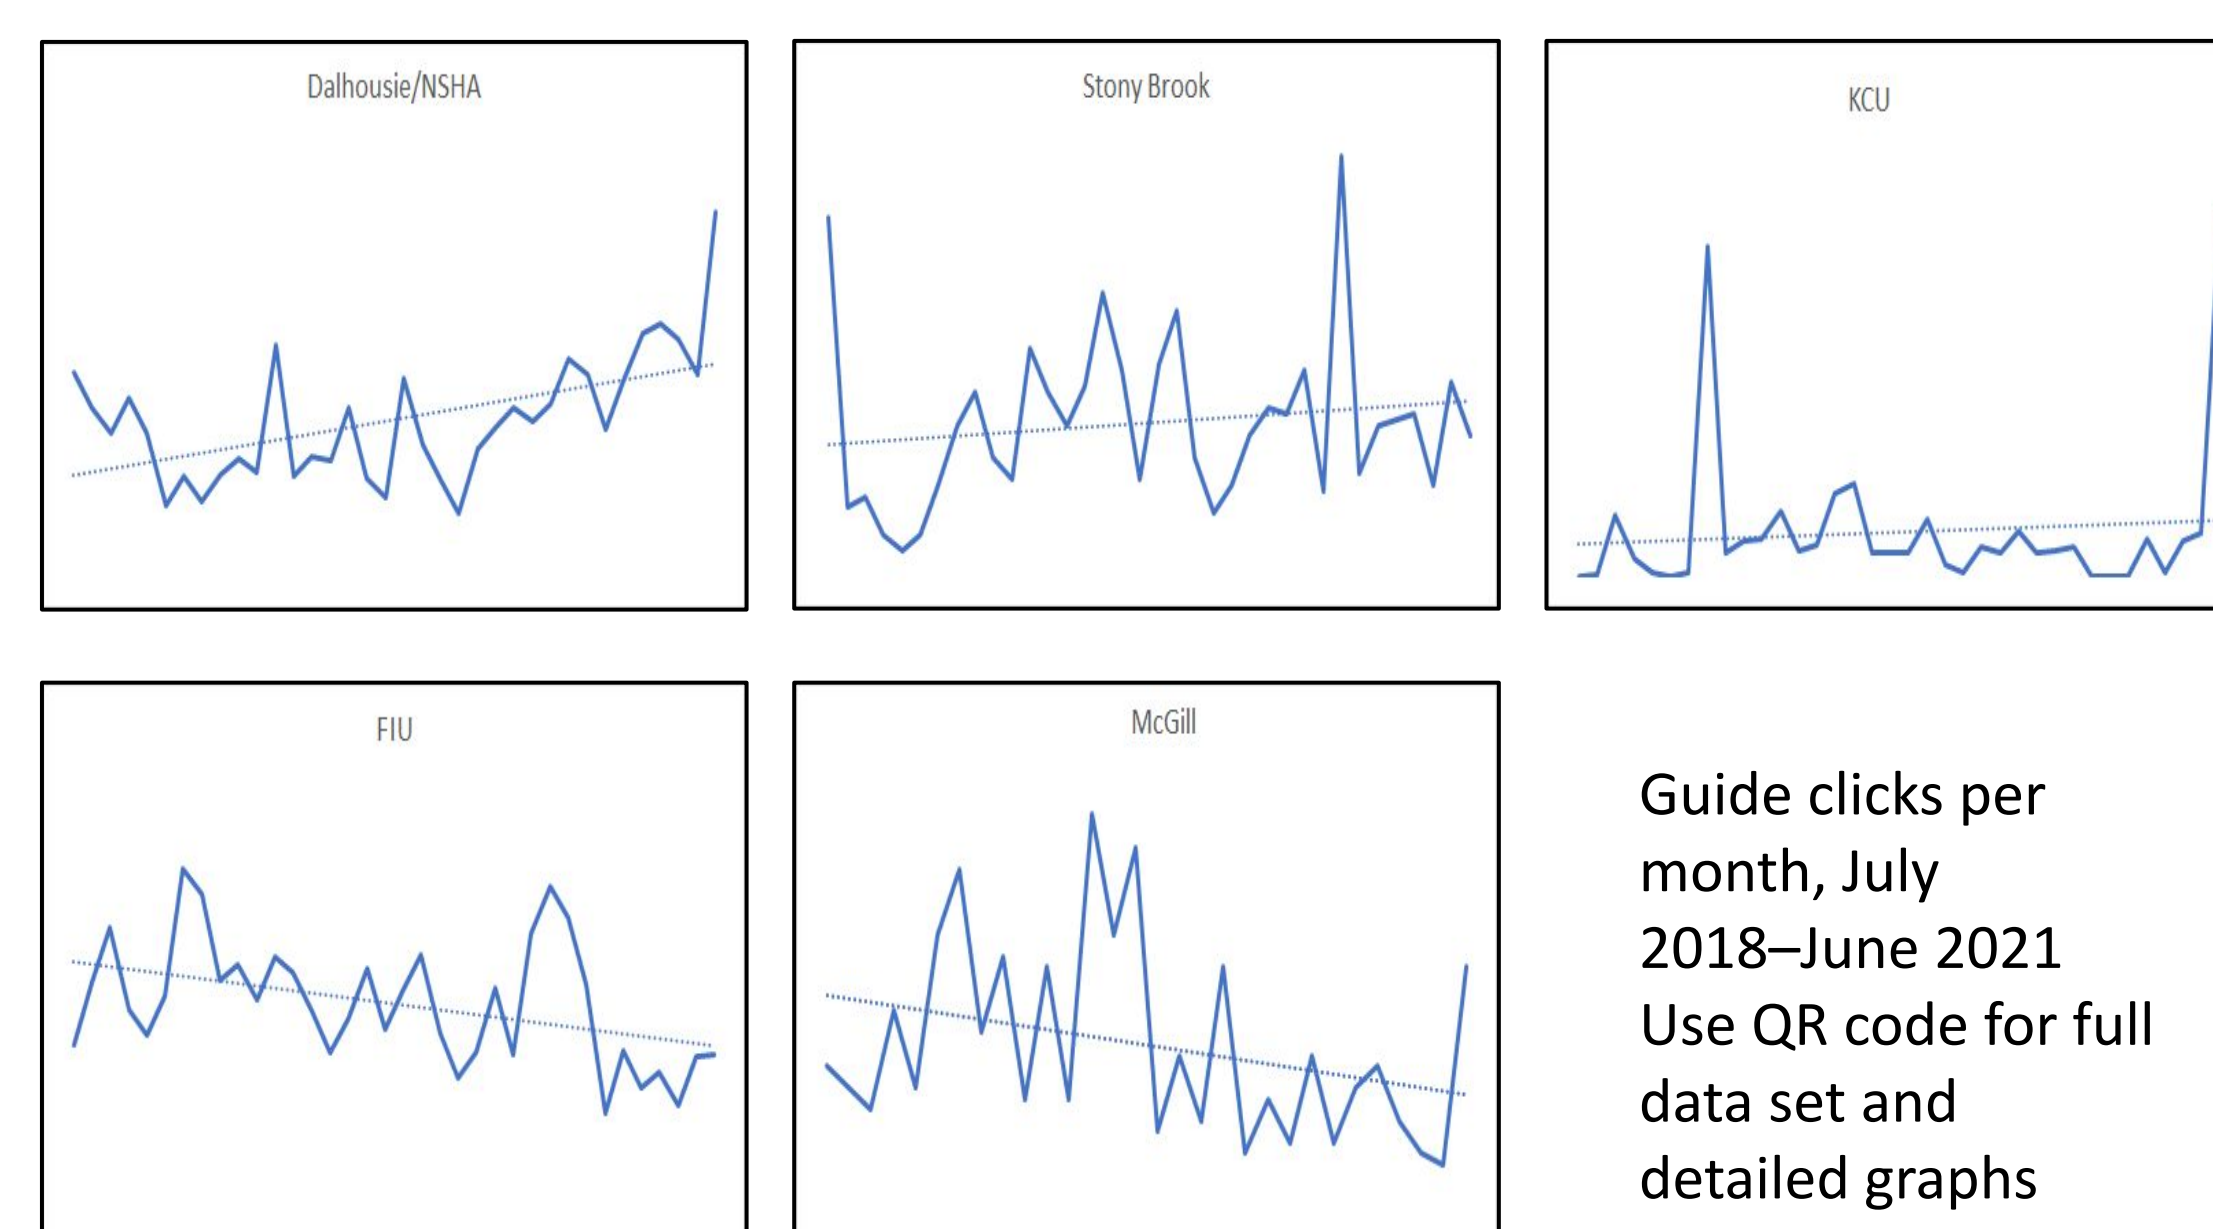 Dalhousie/NSHA
Stony Brook
KCU
FIU
McGill
Guide clicks per
month, July
2018–June 2021
Use QR code for full
data set and
detailed graphs